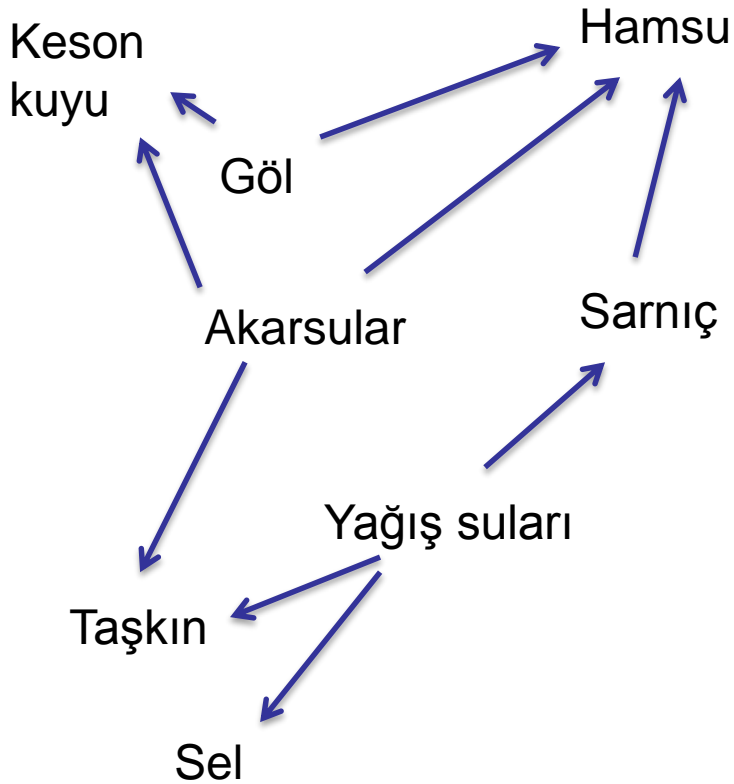 Keson
kuyu
Hamsu
Göl
Akarsular
Sarnıç
Yağış suları
Taşkın
Sel